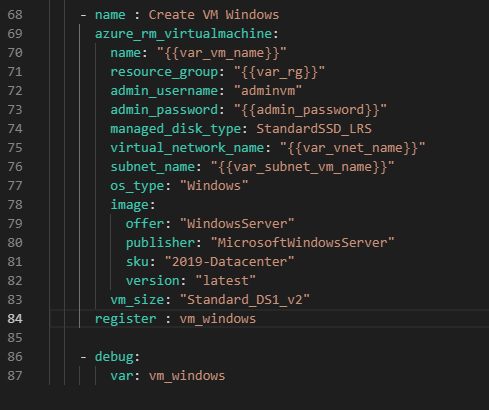 68 - name : Create VM Windows
69 azure_rm_virtualmachine:
70 name: "{{var_vm_name}}"
71 resource_group: "{{var_rg}}"
72 admin_username: "adminvm"
73 admin_password: "{{admin_password}}"
74 managed_disk_type: StandardSSD_LRS
75 virtual_network_name: "{{var_vnet_name}}"
76 subnet_name: "{{var_subnet_vm_name}}"
77 os_type: "Windows"
78 image:
79 offer: "WindowsServer"
80 publisher: "MicrosoftWindowsServer"
81 sku: "2019-Datacenter"
82 version: "latest"
83 vm_size: "Standard_DS1_v2"
84 register : vm_windows
85
86 - debug:
87 var: vm_windows